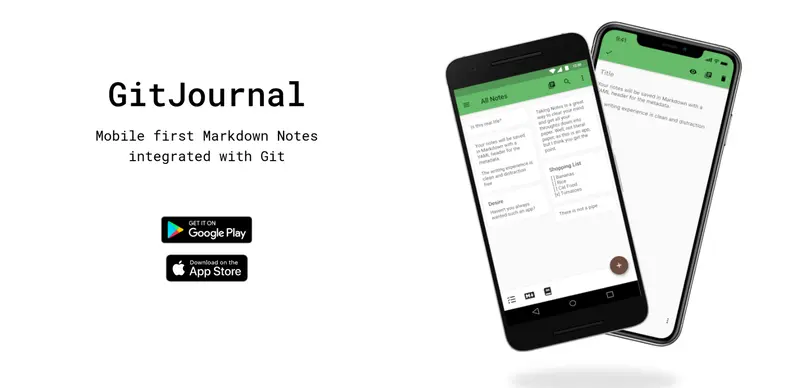 GitJournal
Mobile first Markdown Notes
integrated with Git
GET IT ON
Google Play
Download on the
App Store
All Notes
Is this real life?
Your notes will be saved
in Markdown with a
YAML header for the
metadata.
The writing experience is
clean and distraction
free
Desire
Haven't you always
wanted such an app?
Taking Notes is a great
way to clear your mind
and get all your
thoughts down into
paper. Well, not literal
paper, as this is an app,
but I think you get the
point.
Shopping List
[ ] Bananas
[ ] Rice
[ ] Cat Food
[x] Tomatoes
There is not a pipe
9:41
Title
Your notes will be saved in Markdown with a
YAML header for the metadata.
writing experience is clean and distraction